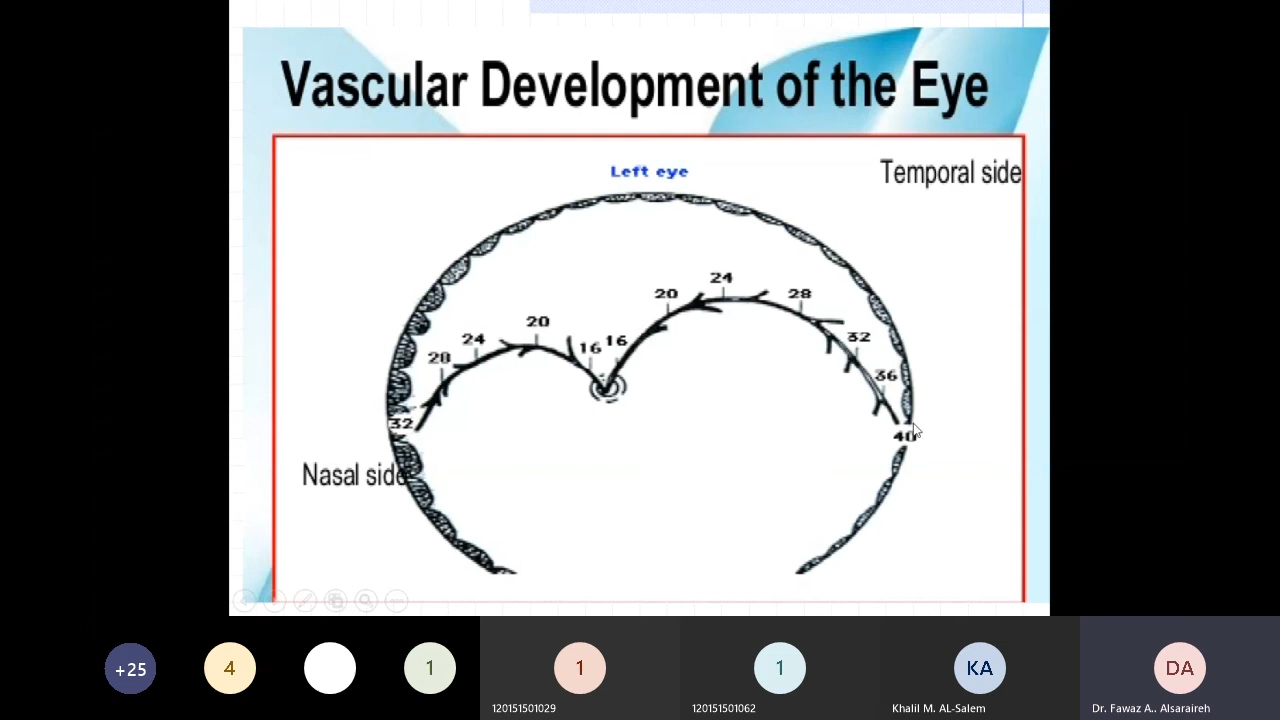 Vascular Development of the Eye
Left eye
Temporal side
24
20
28
20
24
32
16
16
28
36
32
40
Nasal side
+25
4
1
1
1
KA
DA
120151501029
120151501062
Khalil M. AL-Salem
Dr. Fawaz A.. Alsaraireh